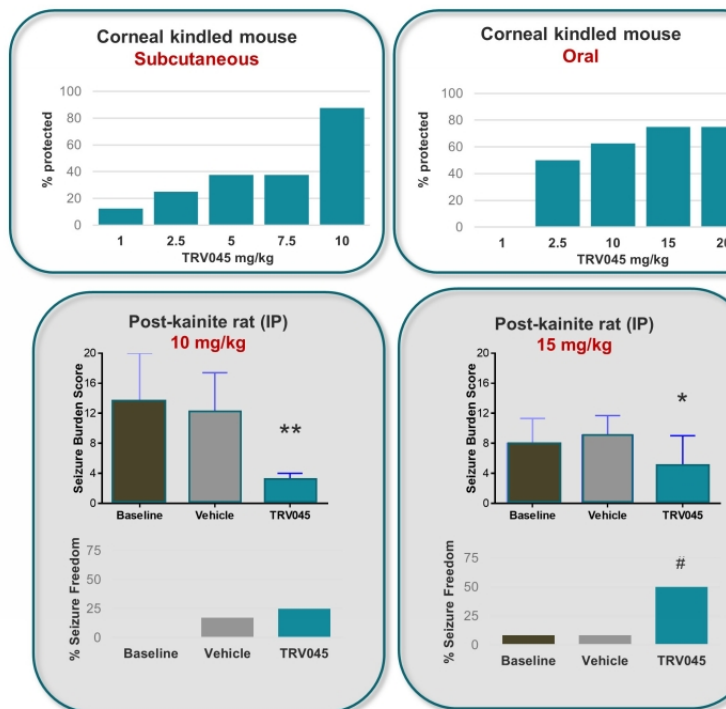 Corneal kindled mouse
Subcutaneous
% protected
100
80
60
40
20
0
1 2.5 5 7.5 10
TRV045 mg/kg
Corneal kindled mouse
Oral
% protected
100
80
60
40
20
0
1 2.5 10 15 20
TRV045 mg/kg
Post-kainite rat (IP)
10 mg/kg
Seizure Burden Score
20
16
12
8
4
0
**
Baseline Vehicle TRV045
% Seizure Freedom
75
50
25
0
Baseline Vehicle TRV045
Post-kainite rat (IP)
15 mg/kg
Seizure Burden Score
20
16
12
8
4
0
*
Baseline Vehicle TRV045
% Seizure Freedom
75
50
25
0
#
Baseline Vehicle TRV045